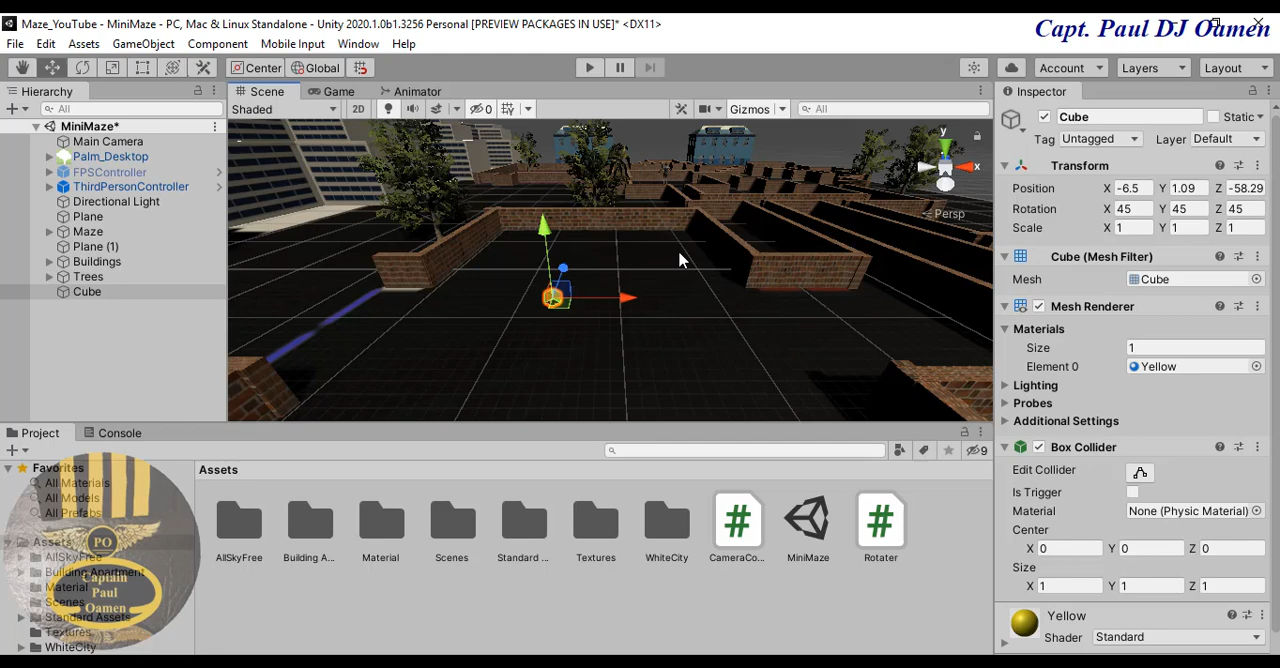 Maze_YouTube - MiniMaze - PC, Mac & Linux Standalone - Unity 2020.1.0b1.3256 Personal [PREVIEW PACKAGES IN USE]* <DX11>
Capt. Paul DJ Oamen
File Edit Assets GameObject Component Mobile Input Window Help
Center Global Account Layers Layout
Hierarchy Scene Game Animator Inspector
All Shaded 2D 0 Gizmos All Cube Static
MiniMaze* Tag Untagged Layer Default
Main Camera
Palm_Desktop y Transform
FPSController x
ThirdPersonController Position X -6.5 Y 1.09 Z -58.29
Directional Light Rotation X 45 Y 45 Z 45
Plane Persp
Maze Scale X 1 Y 1 Z 1
Plane (1)
Buildings Cube (Mesh Filter)
Trees Mesh Cube
Cube
Mesh Renderer
Materials
Size 1
Element 0 Yellow
Lighting
Probes
Additional Settings
Project Console
Box Collider
9
Favorites Assets Edit Collider
All Materials
All Models Is Trigger
All Prefabs Material None (Physic Material)
Center
Assets X 0 Y 0 Z 0
AllSkyFree
AllSkyFree Building A... Material Scenes Standard ... Textures WhiteCity CameraCo... MiniMaze Rotater
Building Apartment Size
Material X 1 Y 1 Z 1
Scenes
Standard Assets Yellow
Textures
WhiteCity Shader Standard
PO
Captain
Paul
Oamen